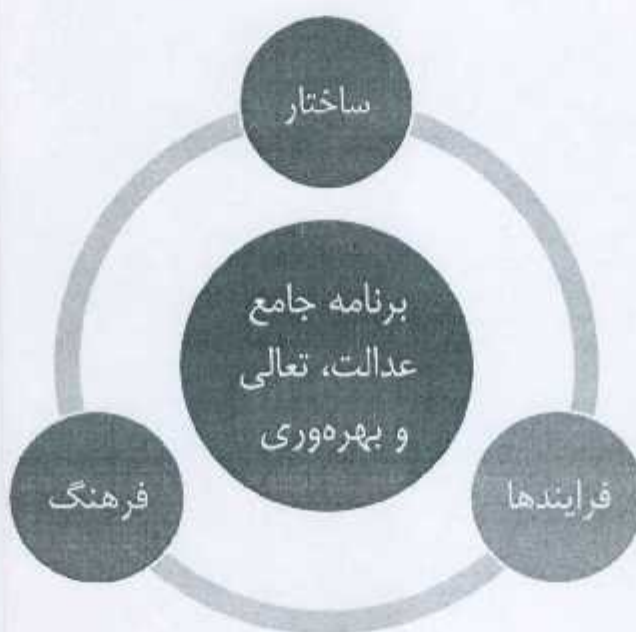 ساختار
برنامه جامع
عدالت، تعالی
و بهره‌وری
فرایندها
فرهنگ